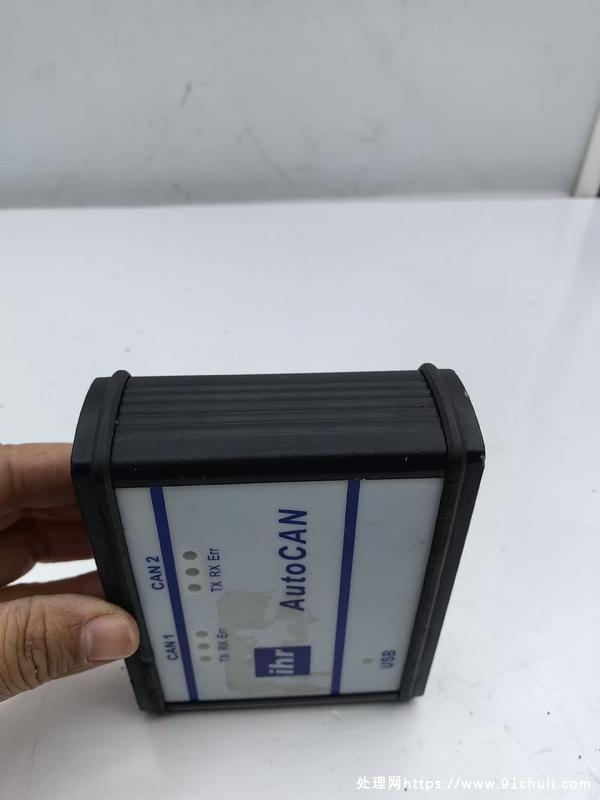 CAN 2
TX RX Err
CAN 1
TX RX Err
ihr AutoCAN
USB
处理网https://www.91chuli.com